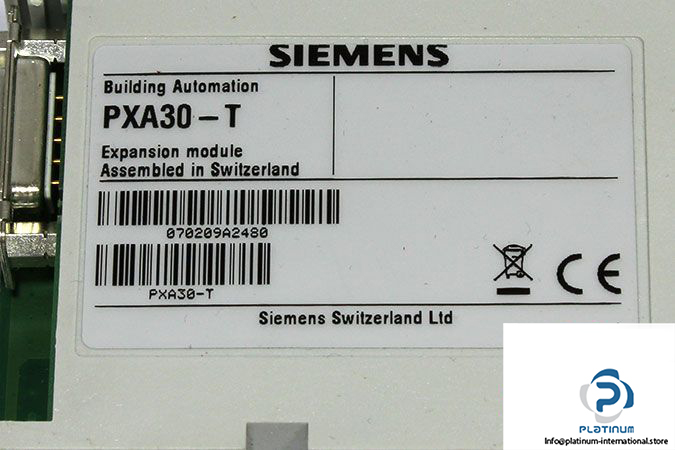 SIEMENS
Building Automation
PXA30-T
Expansion module
Assembled in Switzerland
070209A2480
PXA30-T
CE
Siemens Switzerland Ltd
PLATINUM
Info@platinum-international.store